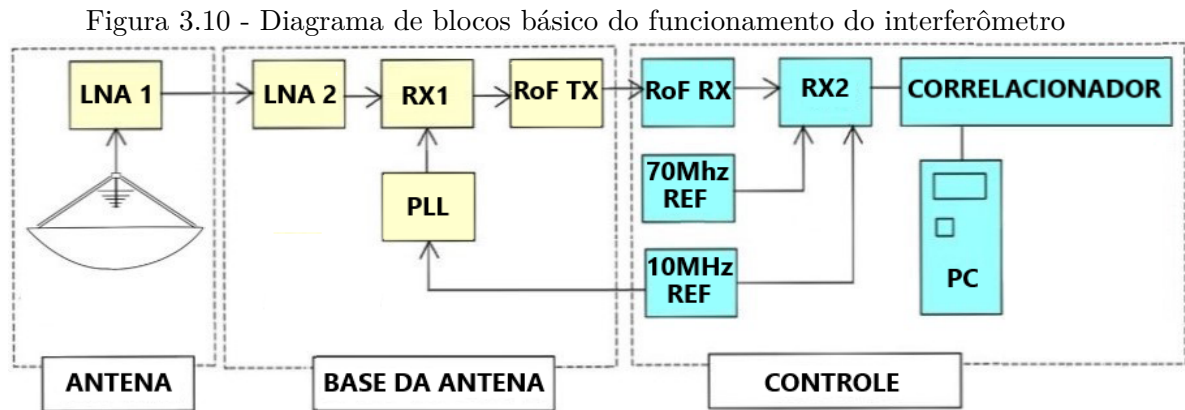 Figura 3.10 - Diagrama de blocos básico do funcionamento do interferômetro
LNA 1
LNA 2
RX1
RoF TX
RoF RX
RX2
CORRELACIONADOR
PLL
70Mhz
REF
10MHz
REF
PC
ANTENA
BASE DA ANTENA
CONTROLE